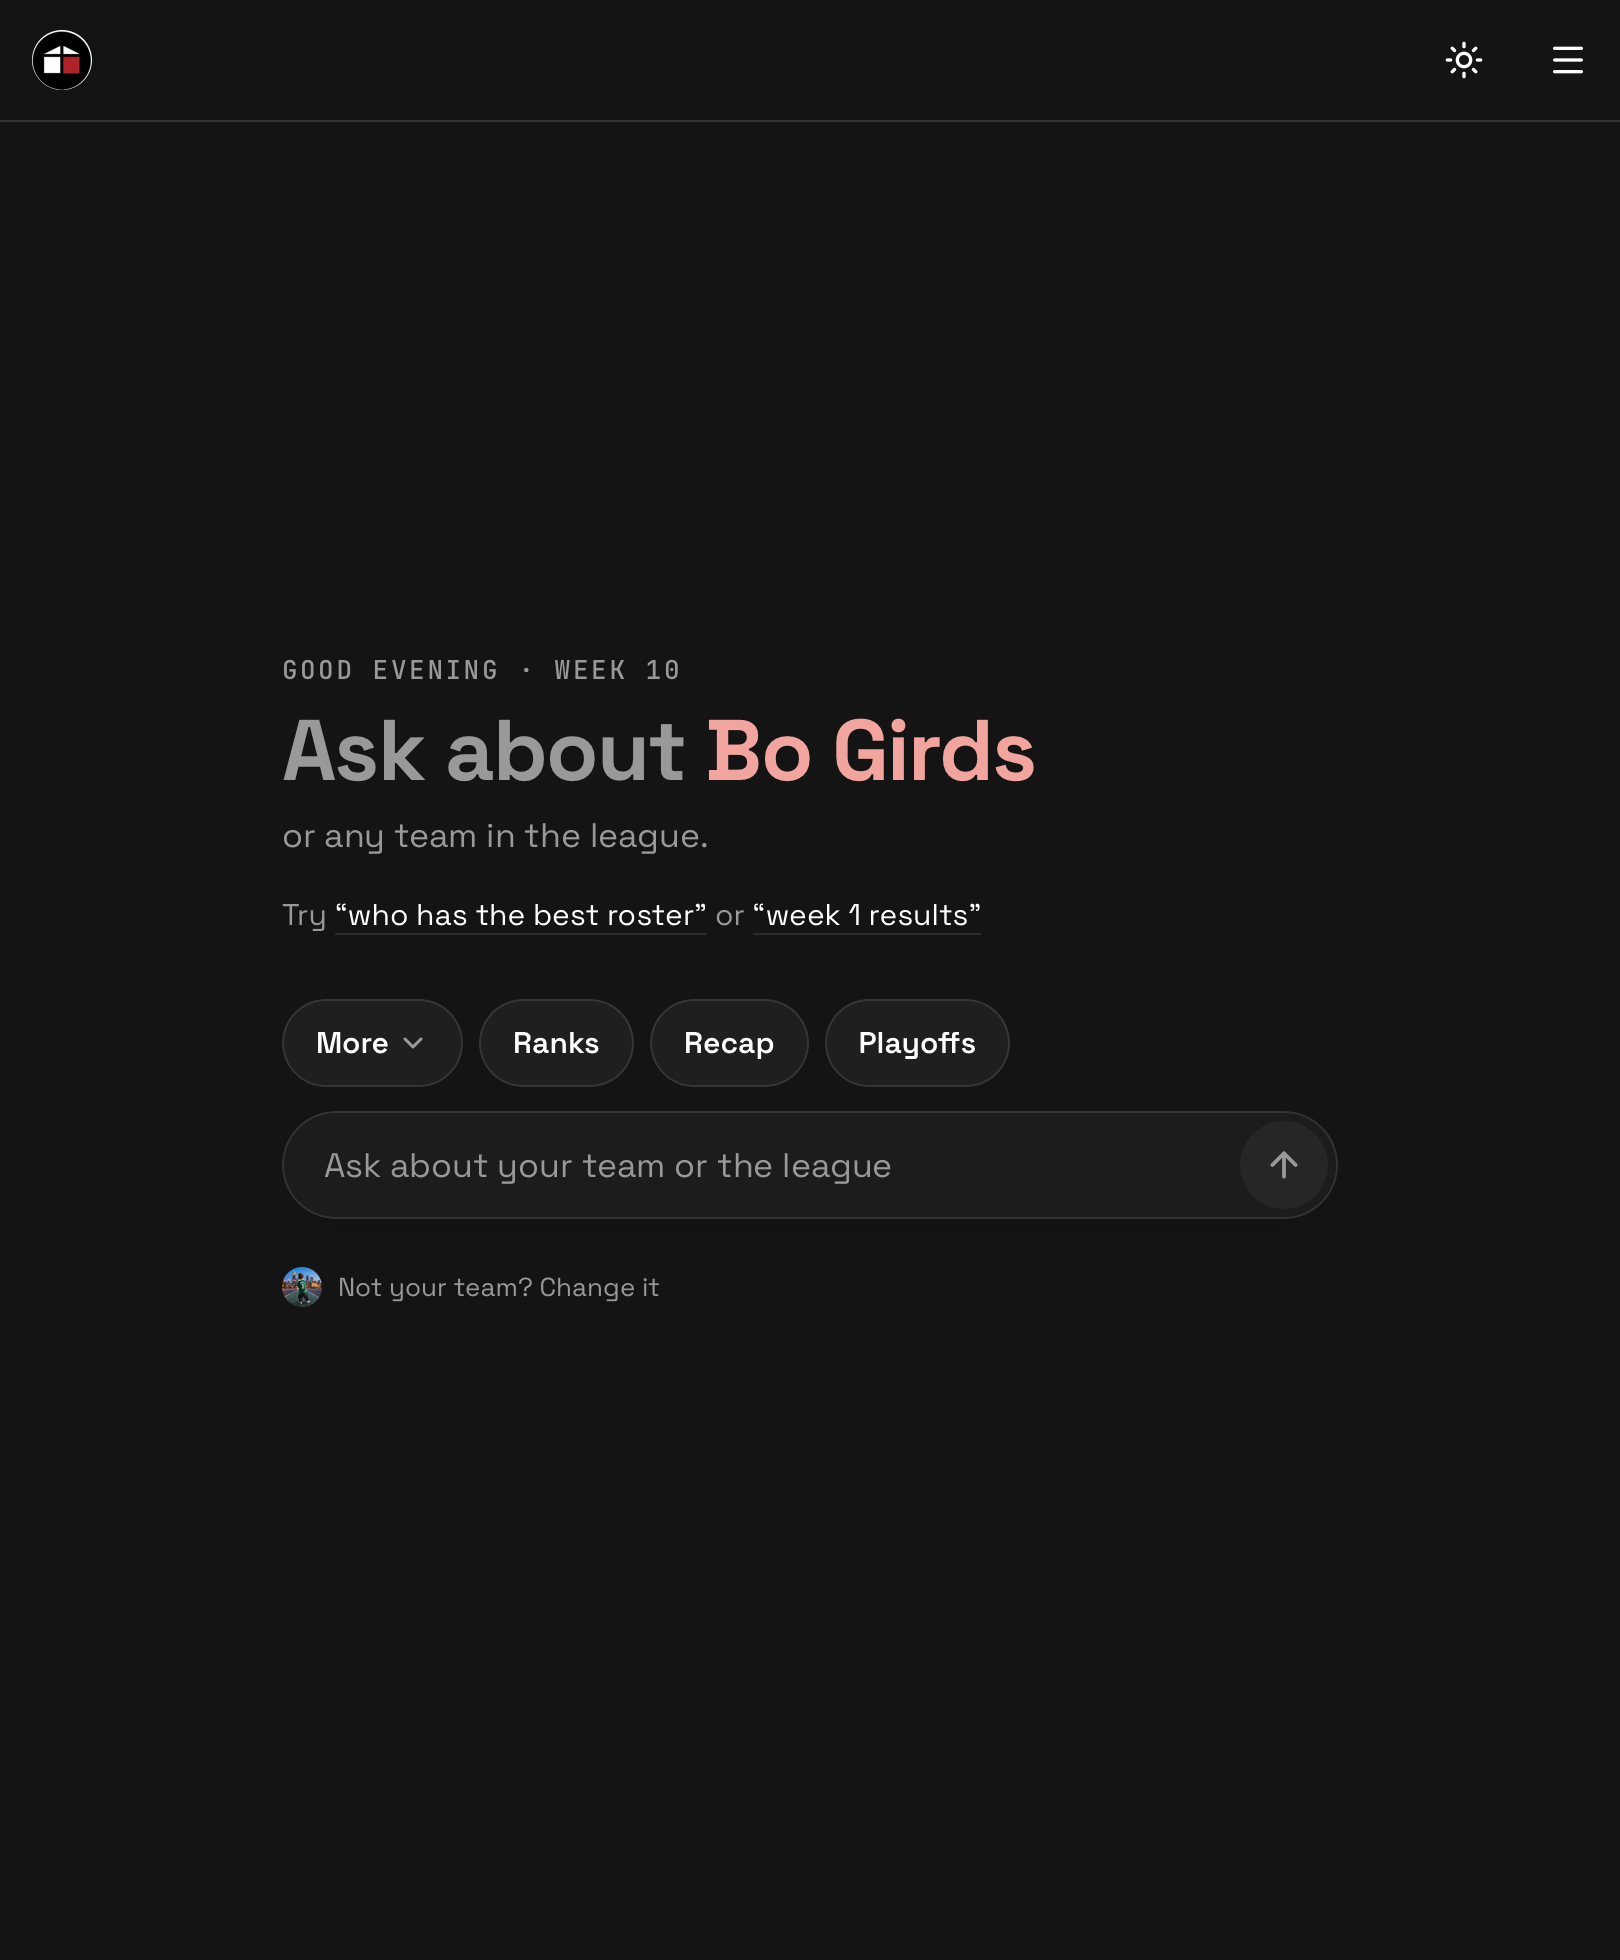 GOOD EVENING · WEEK 10
Ask about Bo Girds
or any team in the league.
Try “who has the best roster” or “week 1 results”
More Ranks Recap Playoffs
Ask about your team or the league
Not your team? Change it